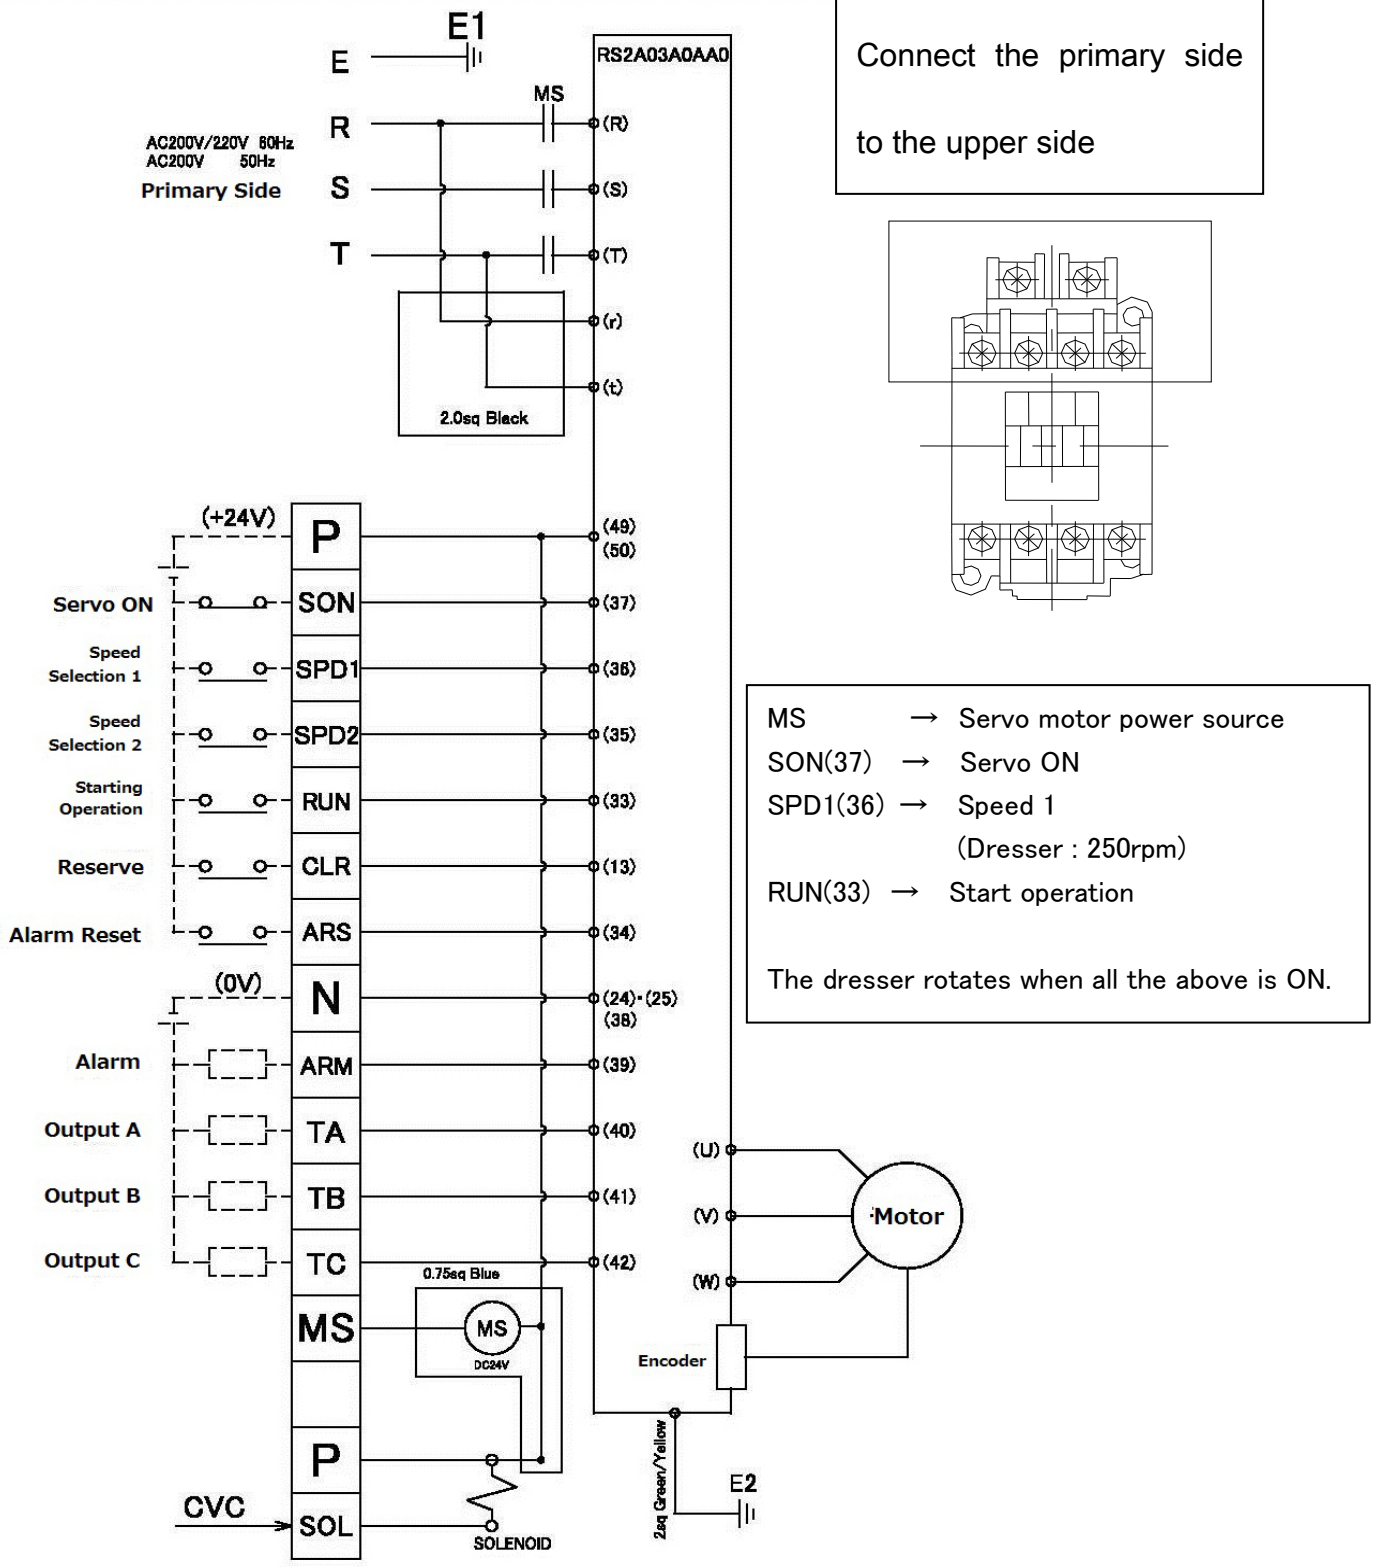 E1
E
RS2A03A0AA0
MS
R
(R)
AC200V/220V 60Hz
AC200V 50Hz
Primary Side
S
(S)
T
(T)
(r)
(t)
2.0sq Black
Connect the primary side
to the upper side
(+24V)
P
(49)
(50)
Servo ON
SON
(37)
Speed
Selection 1
SPD1
(36)
Speed
Selection 2
SPD2
(35)
Starting
Operation
RUN
(33)
Reserve
CLR
(13)
Alarm Reset
ARS
(34)
(0V)
N
(24)・(25)
(38)
Alarm
ARM
(39)
Output A
TA
(40)
Output B
TB
(41)
Output C
TC
(42)
0.75sq Blue
MS
MS
DC24V
P
CVC
SOL
SOLENOID
MS → Servo motor power source
SON(37) → Servo ON
SPD1(36) → Speed 1
(Dresser : 250rpm)
RUN(33) → Start operation
The dresser rotates when all the above is ON.
(U)
(V)
(W)
Motor
Encoder
2sq Green/Yellow
E2